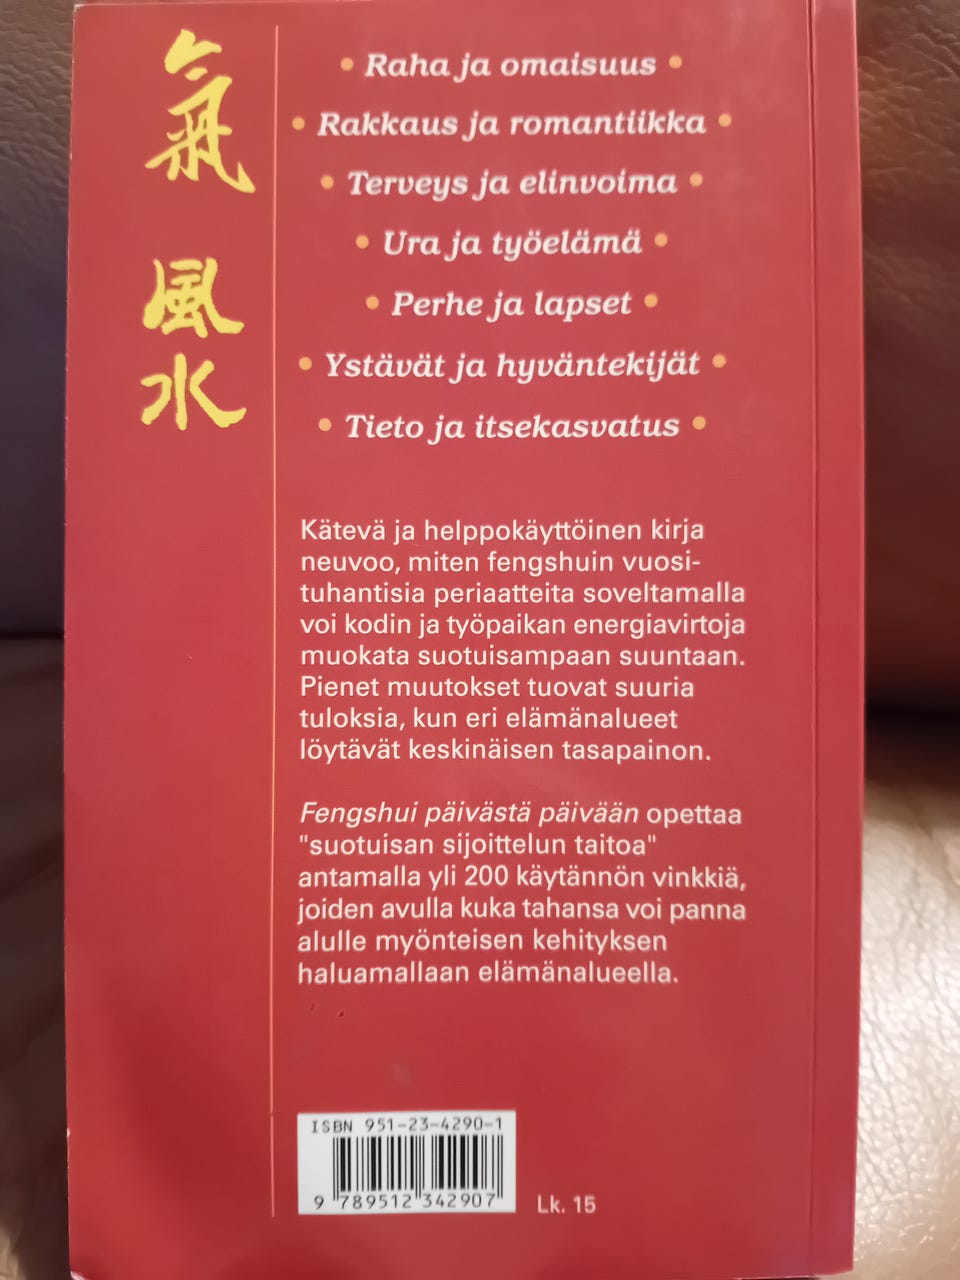 氣
風
水
• Raha ja omaisuus •
• Rakkaus ja romantiikka •
• Terveys ja elinvoima •
• Ura ja työelämä •
• Perhe ja lapset •
• Ystävät ja hyväntekijät •
• Tieto ja itsekasvatus •
Kätevä ja helppokäyttöinen kirja
neuvoo, miten fengshuin vuosi-
tuhantisia periaatteita soveltamalla
voi kodin ja työpaikan energiavirtoja
muokata suotuisampaan suuntaan.
Pienet muutokset tuovat suuria
tuloksia, kun eri elämänalueet
löytävät keskinäisen tasapainon.
Fengshui päivästä päivään opettaa
"suotuisan sijoittelun taitoa"
antamalla yli 200 käytännön vinkkiä,
joiden avulla kuka tahansa voi panna
alulle myönteisen kehityksen
haluamallaan elämänalueella.
ISBN 951-23-4290-1
9 789512 342907
Lk. 15